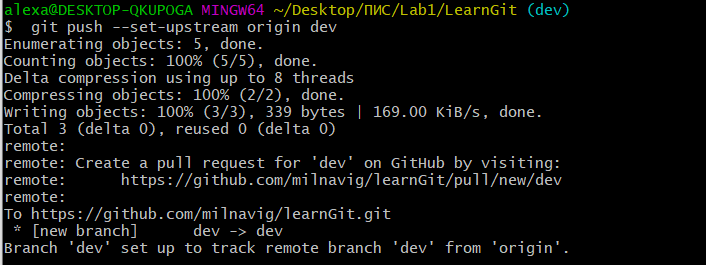 alexa@DESKTOP-QKUPOGA MINGW64 ~/Desktop/ПИС/Lab1/LearnGit (dev)
$  git push --set-upstream origin dev
Enumerating objects: 5, done.
Counting objects: 100% (5/5), done.
Delta compression using up to 8 threads
Compressing objects: 100% (2/2), done.
Writing objects: 100% (3/3), 339 bytes | 169.00 KiB/s, done.
Total 3 (delta 0), reused 0 (delta 0)
remote:
remote: Create a pull request for 'dev' on GitHub by visiting:
remote:      https://github.com/milnavig/learnGit/pull/new/dev
remote:
To https://github.com/milnavig/learnGit.git
 * [new branch]      dev -> dev
Branch 'dev' set up to track remote branch 'dev' from 'origin'.